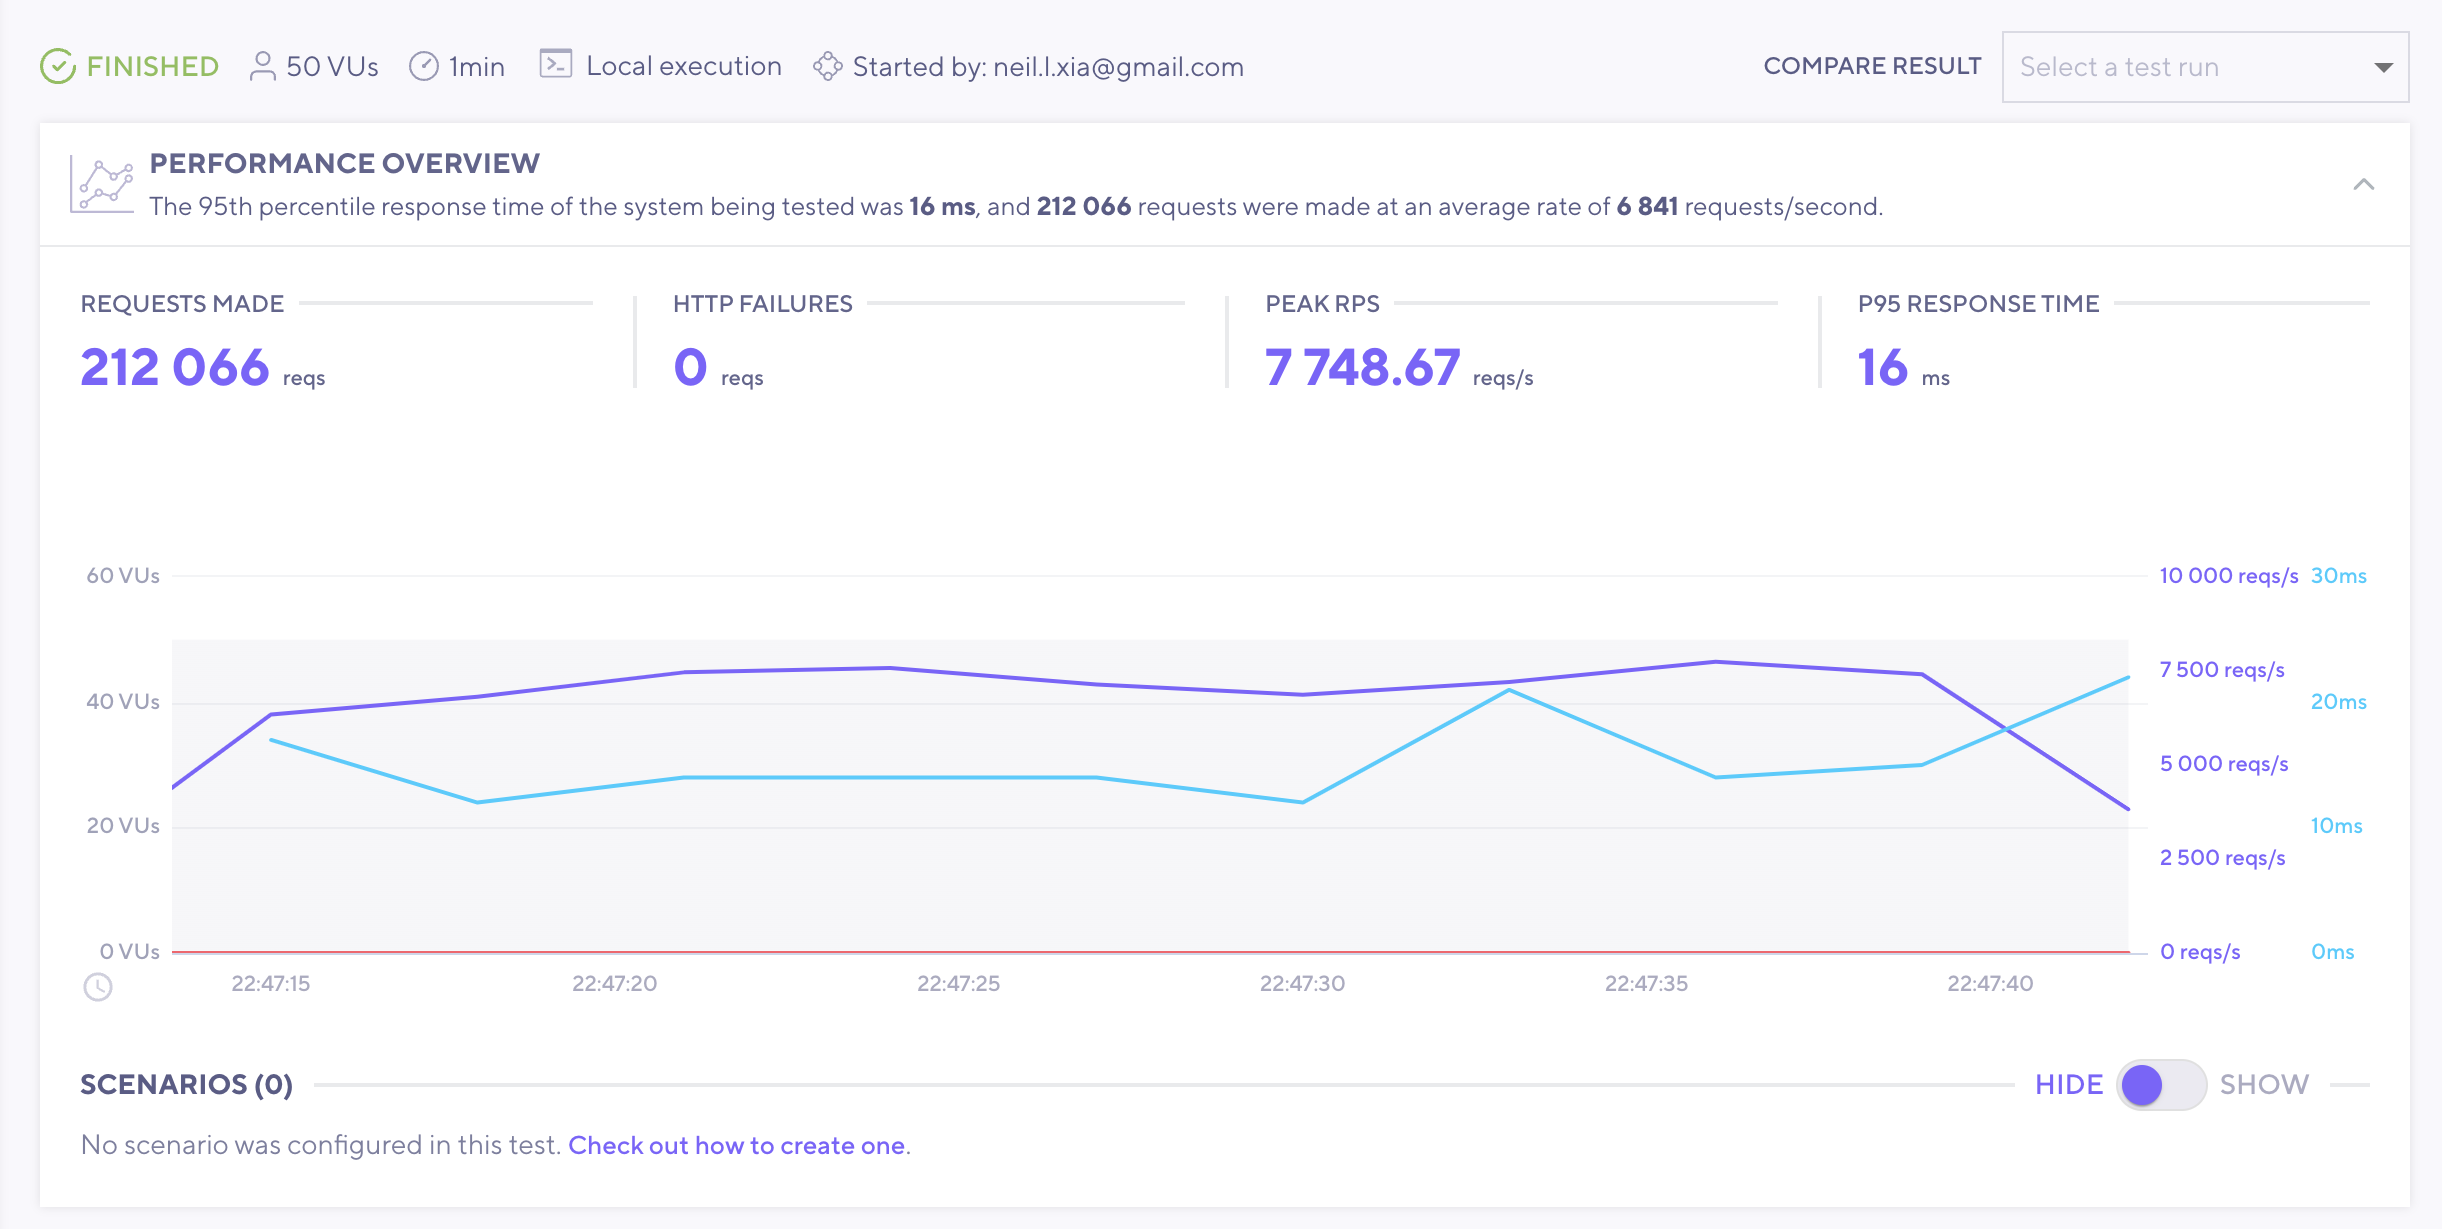 FINISHED 50 VUs 1min Local execution Started by: neil.l.xia@gmail.com COMPARE RESULT Select a test run
PERFORMANCE OVERVIEW
The 95th percentile response time of the system being tested was 16 ms, and 212 066 requests were made at an average rate of 6 841 requests/second.
REQUESTS MADE
212 066 reqs
HTTP FAILURES
0 reqs
PEAK RPS
7 748.67 reqs/s
P95 RESPONSE TIME
16 ms
60 VUs
40 VUs
20 VUs
0 VUs
10 000 reqs/s 30ms
7 500 reqs/s
20ms
5 000 reqs/s
10ms
2 500 reqs/s
0 reqs/s 0ms
22:47:15 22:47:20 22:47:25 22:47:30 22:47:35 22:47:40
SCENARIOS (0) HIDE SHOW
No scenario was configured in this test. Check out how to create one.